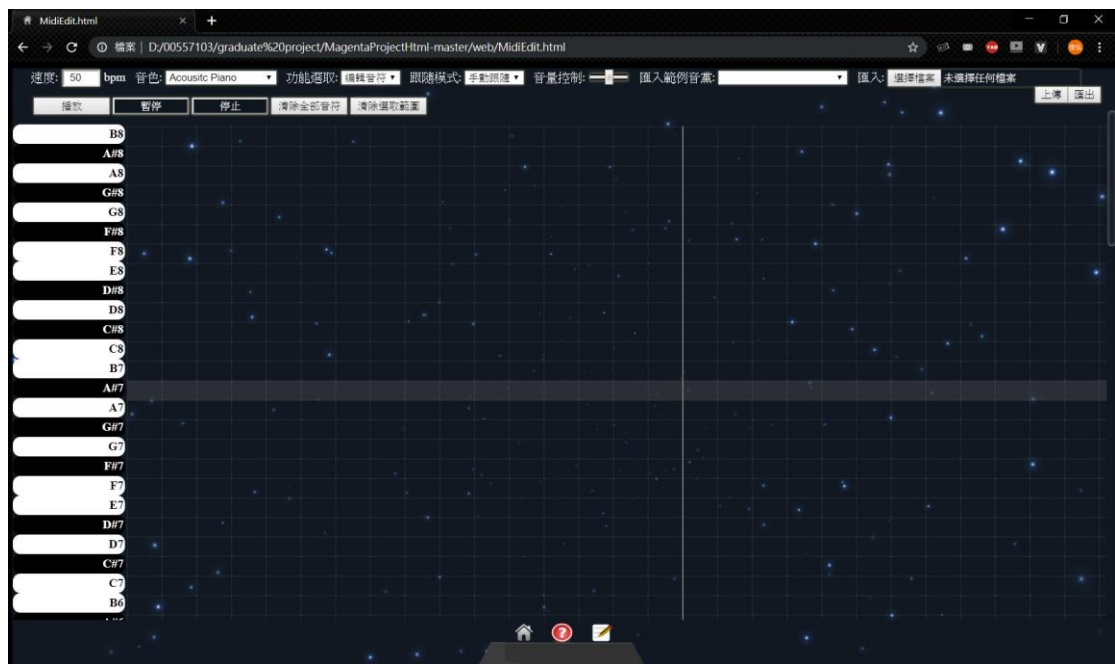 MidiEdit.html
檔案 | D:/00557103/graduate%20project/MagentaProjectHtml-master/web/MidiEdit.html
速度: 50 bpm 音色: Acousitc Piano 功能選取: 編輯音符 跟隨模式: 手動跟隨 音量控制: 匯入範例音黨: 匯入: 選擇檔案 未選擇任何檔案
上傳 匯出
播放 暫停 停止 清除全部音符 清除選取範圍
B8
A#8
A8
G#8
G8
F#8
F8
E8
D#8
D8
C#8
C8
B7
A#7
A7
G#7
G7
F#7
F7
E7
D#7
D7
C#7
C7
B6